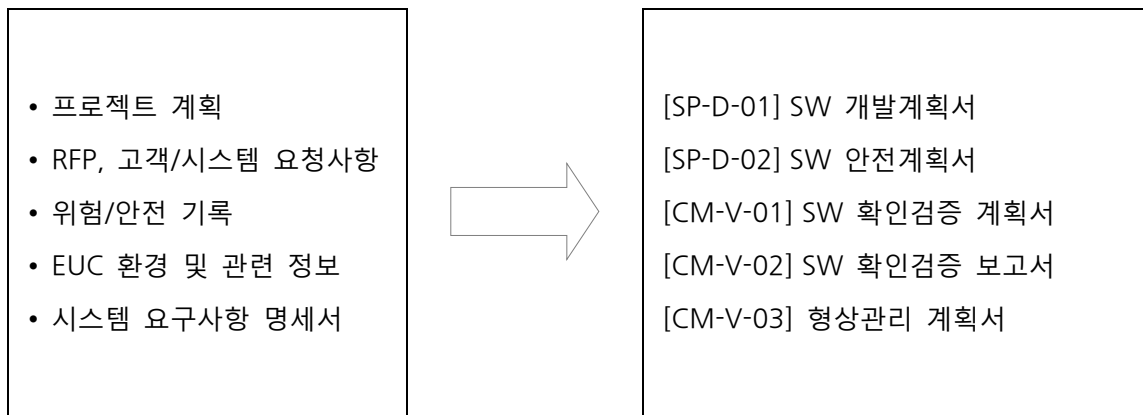 • 프로젝트 계획
• RFP, 고객/시스템 요청사항
• 위험/안전 기록
• EUC 환경 및 관련 정보
• 시스템 요구사항 명세서
[SP-D-01] SW 개발계획서
[SP-D-02] SW 안전계획서
[CM-V-01] SW 확인검증 계획서
[CM-V-02] SW 확인검증 보고서
[CM-V-03] 형상관리 계획서